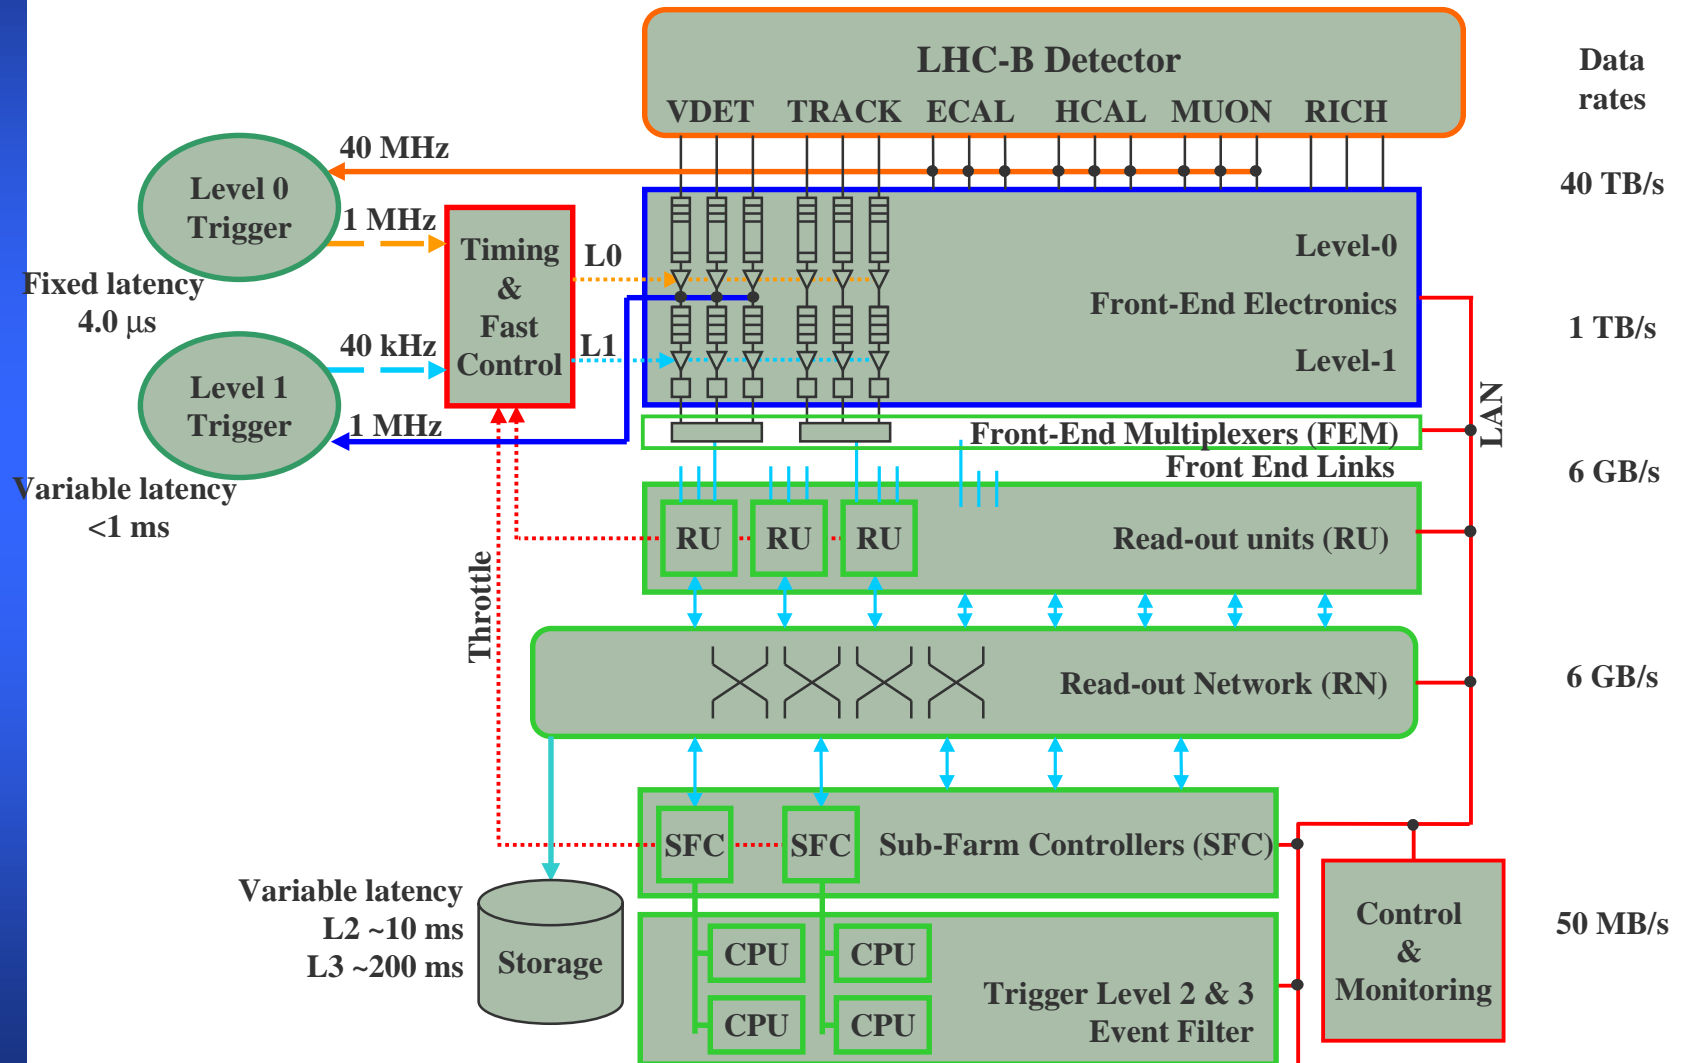 LHC-B Detector
VDET TRACK ECAL HCAL MUON RICH
Data
rates
40 MHz
40 TB/s
Level 0
Trigger
1 MHz
Timing
&
Fast
Control
L0
L1
Level-0
Front-End Electronics
Level-1
1 TB/s
Fixed latency
4.0 μs
40 kHz
Level 1
Trigger
1 MHz
LAN
Front-End Multiplexers (FEM)
Front End Links
6 GB/s
Variable latency
<1 ms
RU RU RU
Read-out units (RU)
Throttle
Read-out Network (RN)
6 GB/s
SFC SFC
Sub-Farm Controllers (SFC)
Variable latency
L2 ~10 ms
L3 ~200 ms
Storage
CPU CPU
CPU CPU
Trigger Level 2 & 3
Event Filter
Control
&
Monitoring
50 MB/s